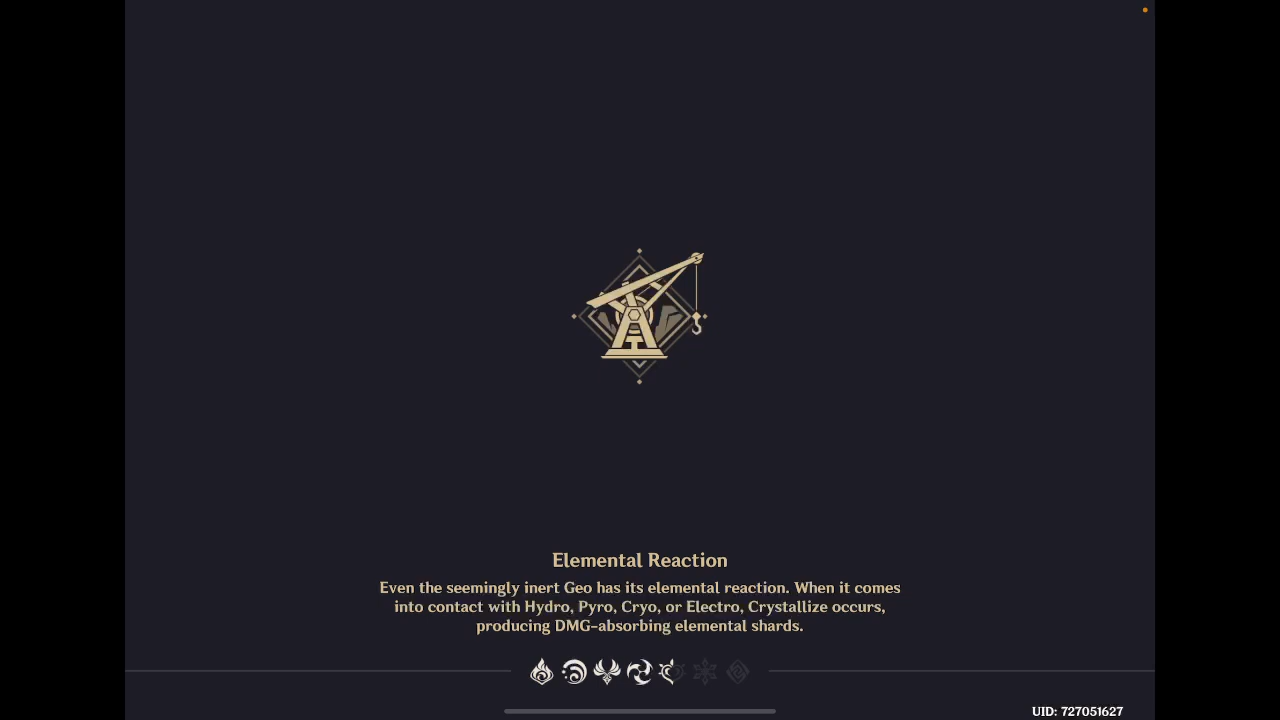 Elemental Reaction
Even the seemingly inert Geo has its elemental reaction. When it comes
into contact with Hydro, Pyro, Cryo, or Electro, Crystallize occurs,
producing DMG-absorbing elemental shards.
UID: 727051627